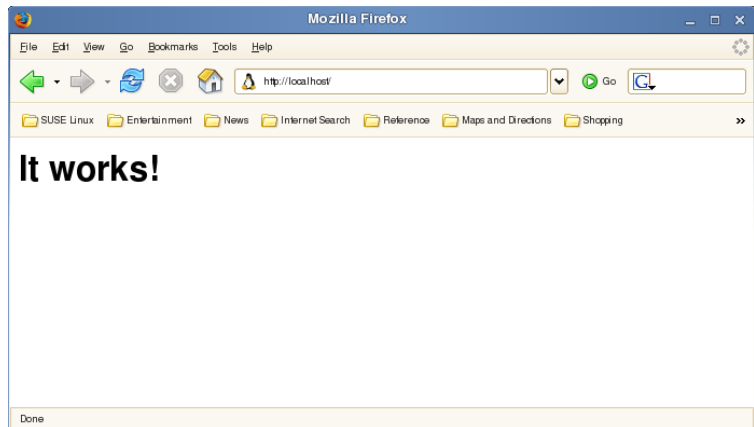 Mozilla Firefox
File Edit View Go Bookmarks Tools Help
http://localhost/ Go G
SUSE Linux Entertainment News Internet Search Reference Maps and Directions Shopping »
It works!
Done